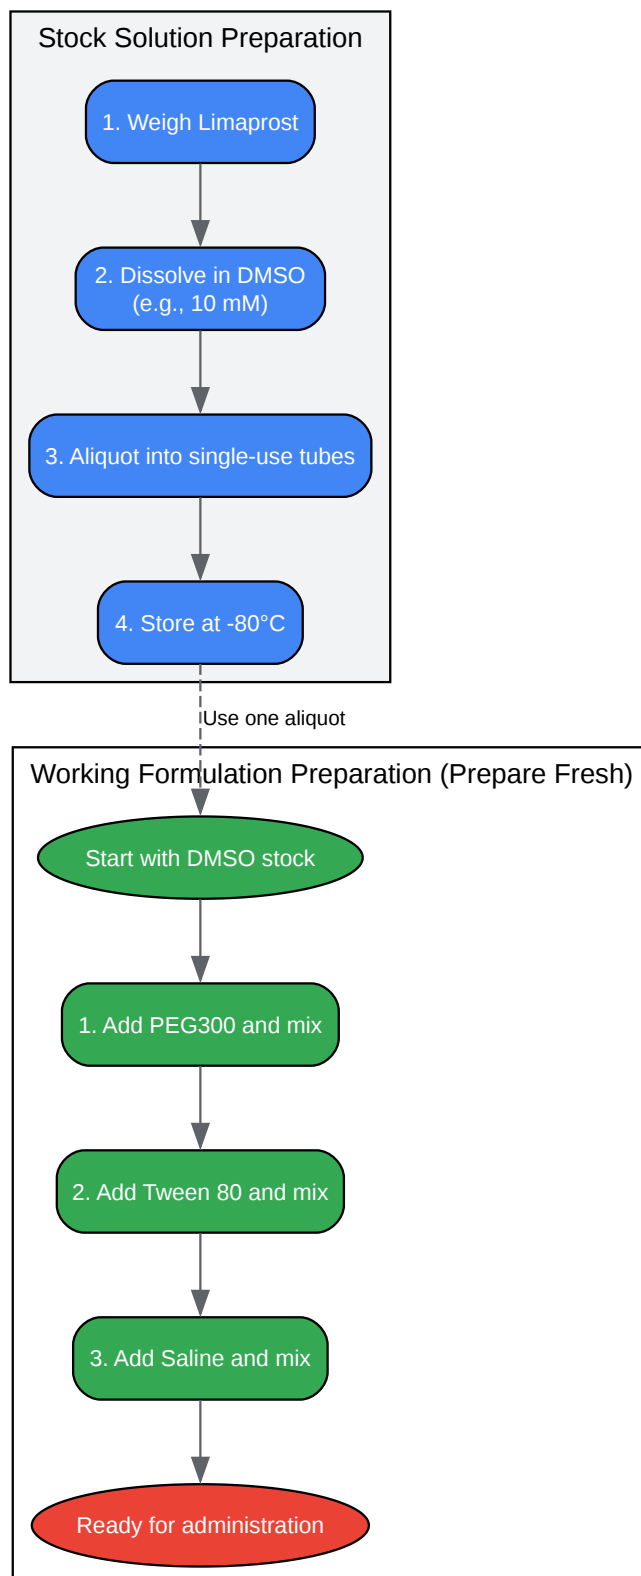 Stock Solution Preparation
1. Weigh Limaprost
2. Dissolve in DMSO
(e.g., 10 mM)
3. Aliquot into single-use tubes
4. Store at -80°C
Use one aliquot
Working Formulation Preparation (Prepare Fresh)
Start with DMSO stock
1. Add PEG300 and mix
2. Add Tween 80 and mix
3. Add Saline and mix
Ready for administration